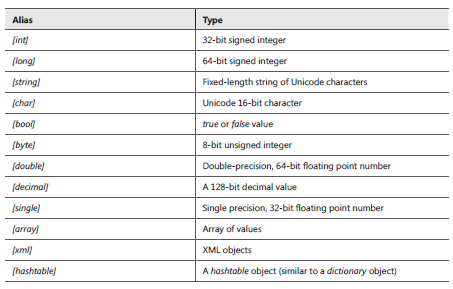 Alias Type
[int] 32-bit signed integer
[long] 64-bit signed integer
[string] Fixed-length string of Unicode characters
[char] Unicode 16-bit character
[bool] true or false value
[byte] 8-bit unsigned integer
[double] Double-precision, 64-bit floating point number
[decimal] A 128-bit decimal value
[single] Single precision, 32-bit floating point number
[array] Array of values
[xml] XML objects
[hashtable] A hashtable object (similar to a dictionary object)